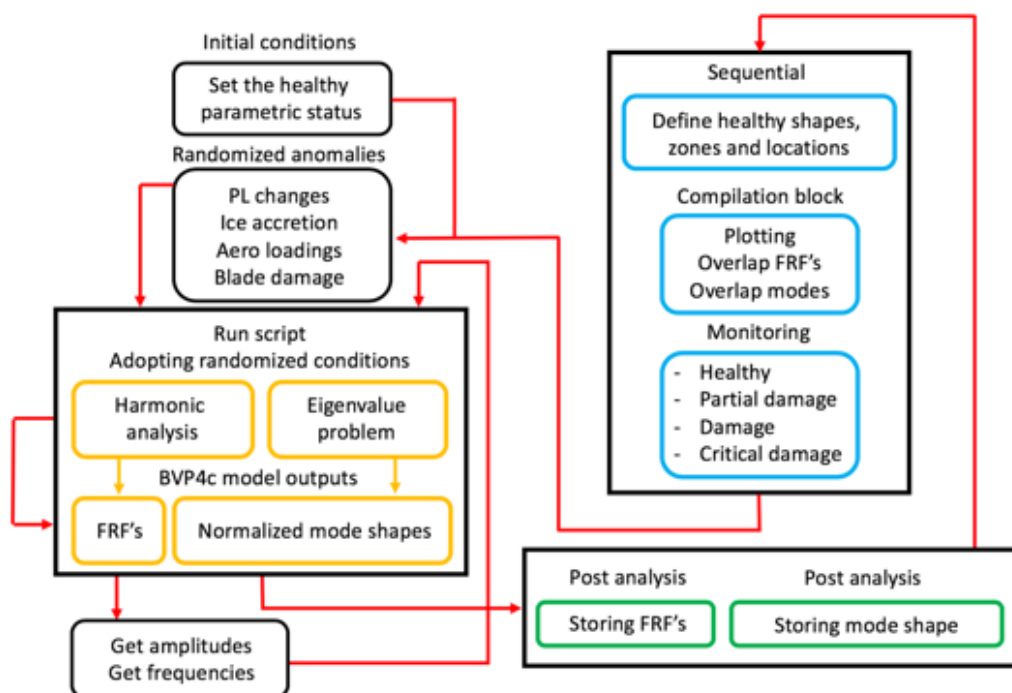 Initial conditions
Set the healthy
parametric status
Randomized anomalies
PL changes
Ice accretion
Aero loadings
Blade damage
Run script
Adopting randomized conditions
Harmonic
analysis
Eigenvalue
problem
BVP4c model outputs
FRF's
Normalized mode shapes
Get amplitudes
Get frequencies
Sequential
Define healthy shapes,
zones and locations
Compilation block
Plotting
Overlap FRF's
Overlap modes
Monitoring
- Healthy
- Partial damage
- Damage
- Critical damage
Post analysis
Storing FRF's
Post analysis
Storing mode shape